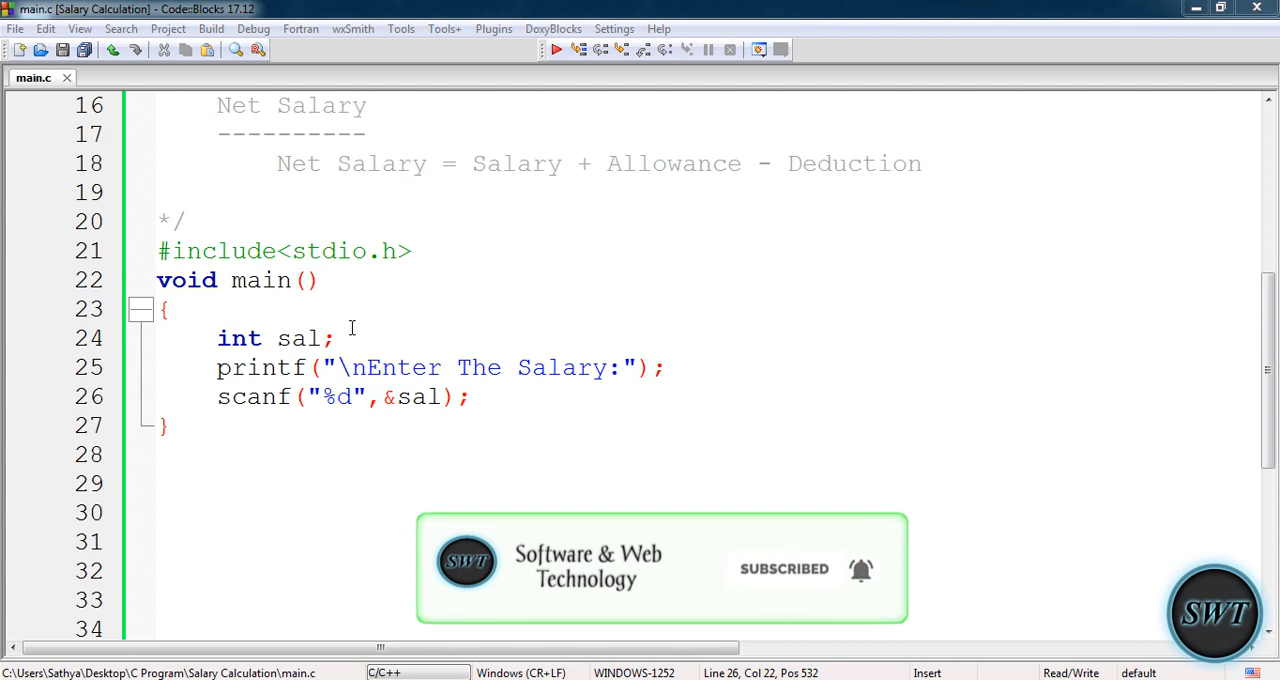 main.c [Salary Calculation] - Code::Blocks 17.12
File Edit View Search Project Build Debug Fortran wxSmith Tools Tools+ Plugins DoxyBlocks Settings Help
main.c
16 Net Salary
17 ----------
18 Net Salary = Salary + Allowance - Deduction
19
20 */
21 #include<stdio.h>
22 void main()
23 {
24 int sal;
25 printf("\nEnter The Salary:");
26 scanf("%d",&sal);
27 }
28
29
30
31
32
33
34
SWT
Software & Web
Technology
SUBSCRIBED
SWT
C:\Users\Sathya\Desktop\C Program\Salary Calculation\main.c C/C++ Windows (CR+LF) WINDOWS-1252 Line 26, Col 22, Pos 532 Insert Read/Write default